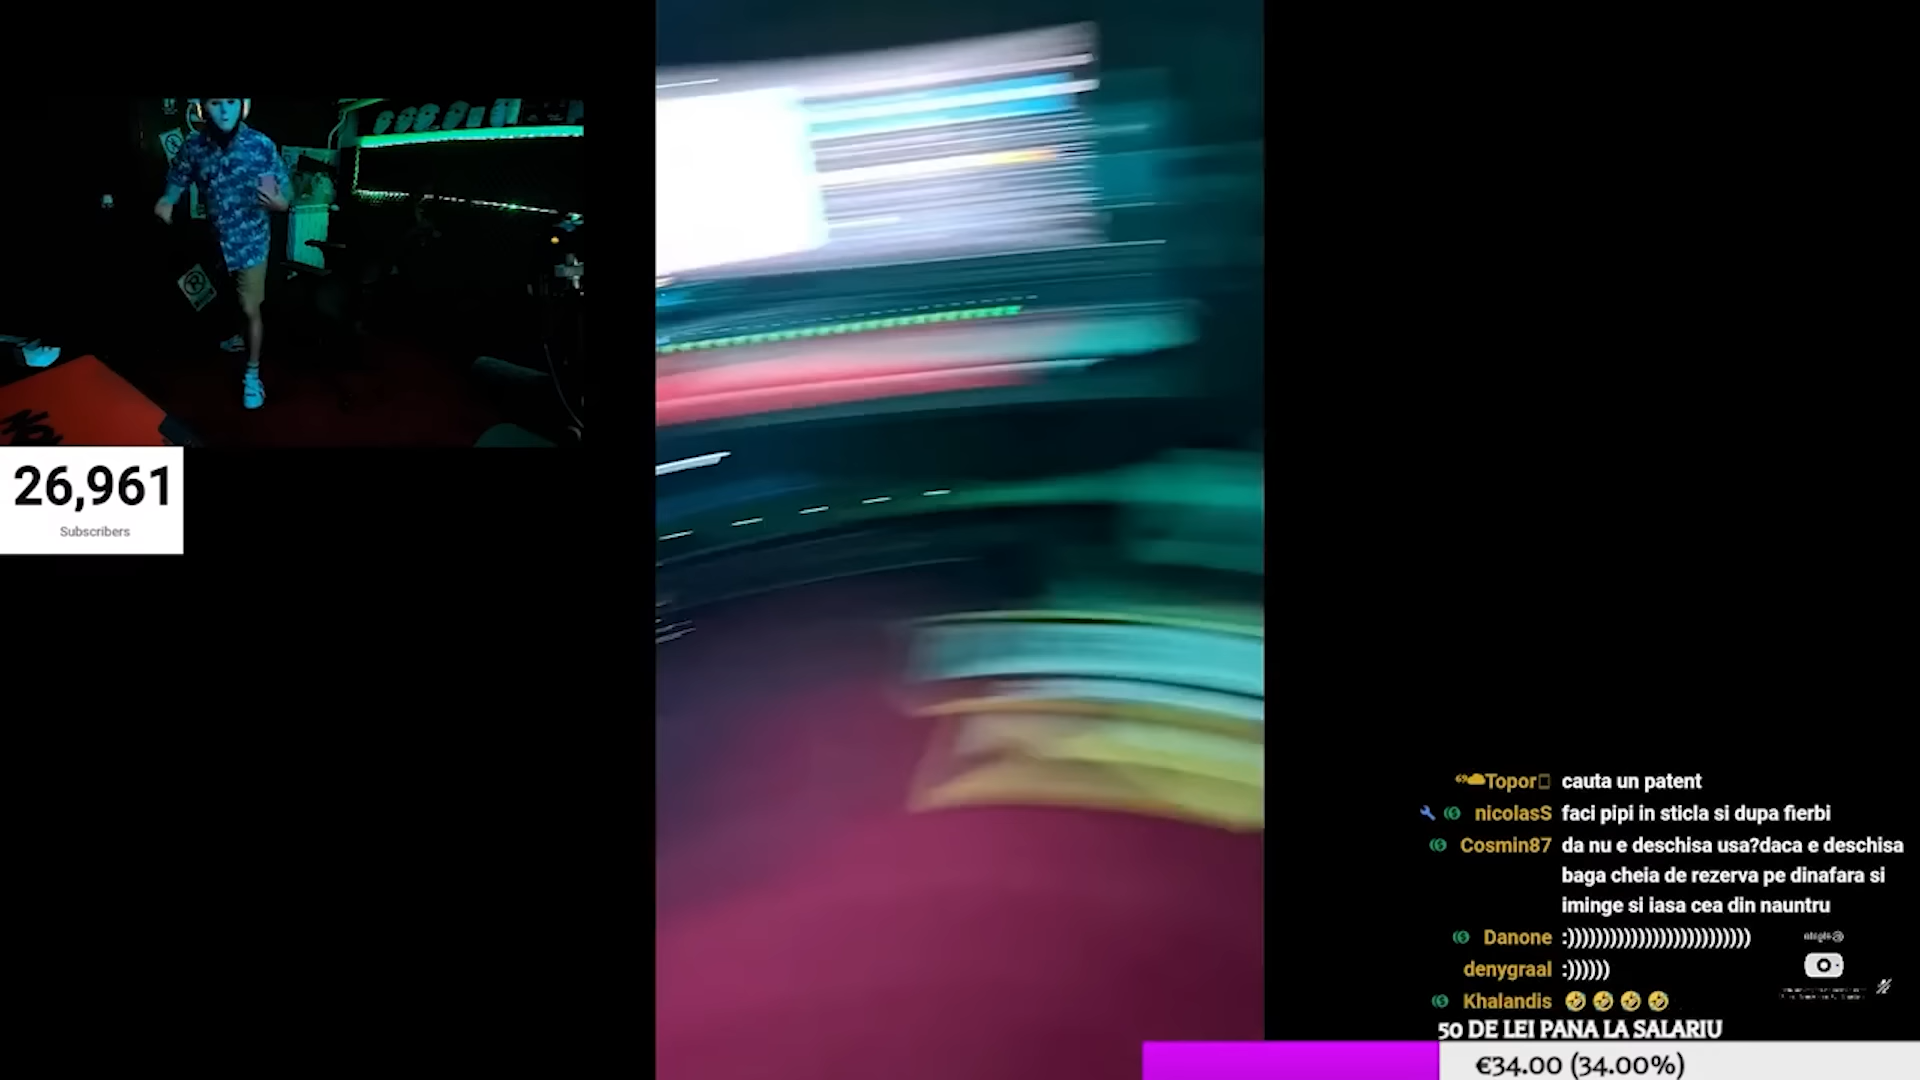 26,961
Subscribers
Topor cauta un patent
nicolasS faci pipi in sticla si dupa fierbi
Cosmin87 da nu e deschisa usa?daca e deschisa
baga cheia de rezerva pe dinafara si
iminge si iasa cea din nauntru
Danone :))))))))))))))))))))))))))
denygraal :))))))
Khalandis 🤣 🤣 🤣 🤣
50 DE LEI PANA LA SALARIU
€34.00 (34.00%)